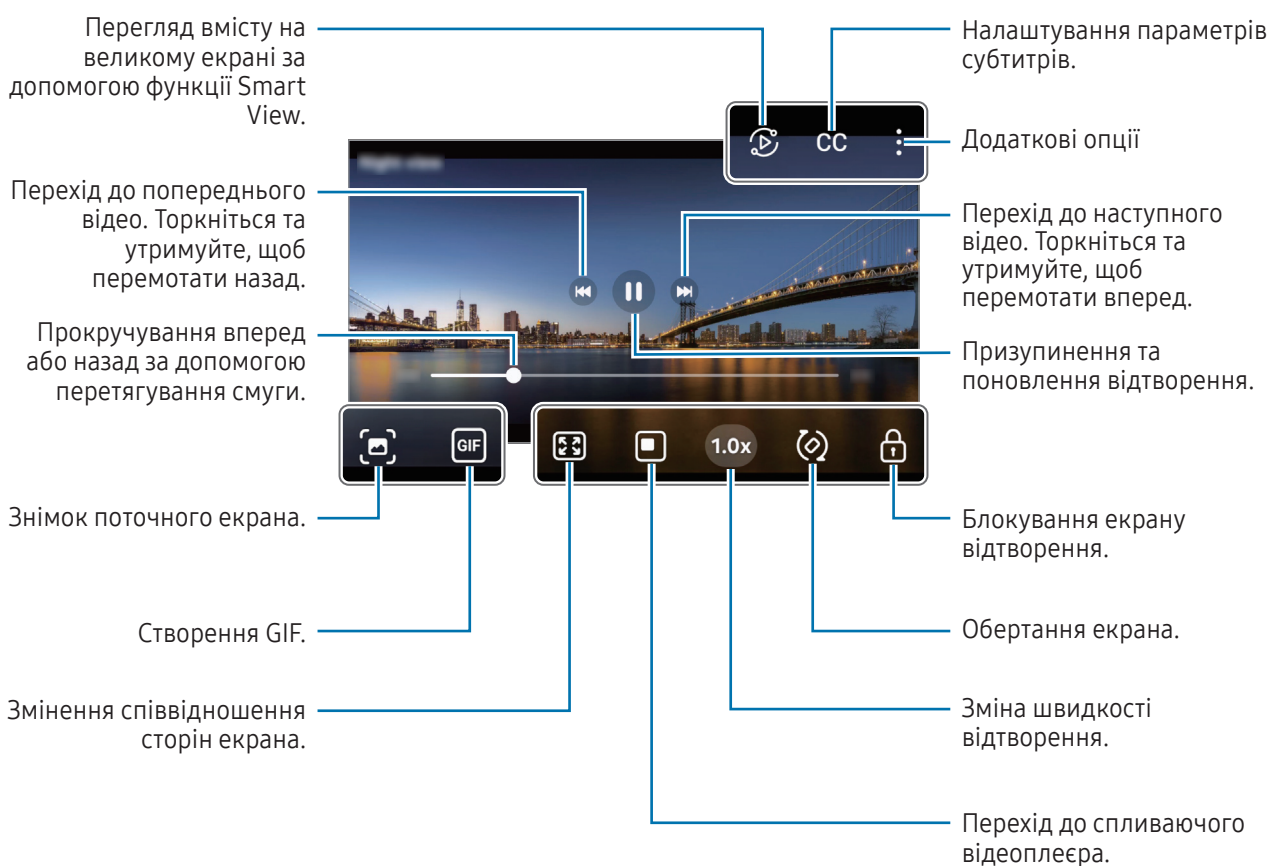 Перегляд вмісту на
великому екрані за
допомогою функції Smart
View.
Налаштування параметрів
субтитрів.
CC
Додаткові опції
Перехід до попереднього
відео. Торкніться та
утримуйте, щоб
перемотати назад.
Перехід до наступного
відео. Торкніться та
утримуйте, щоб
перемотати вперед.
Прокручування вперед
або назад за допомогою
перетягування смуги.
Призупинення та
поновлення відтворення.
GIF
1.0x
Знімок поточного екрана.
Блокування екрану
відтворення.
Створення GIF.
Обертання екрана.
Змінення співвідношення
сторін екрана.
Зміна швидкості
відтворення.
Перехід до спливаючого
відеоплеєра.